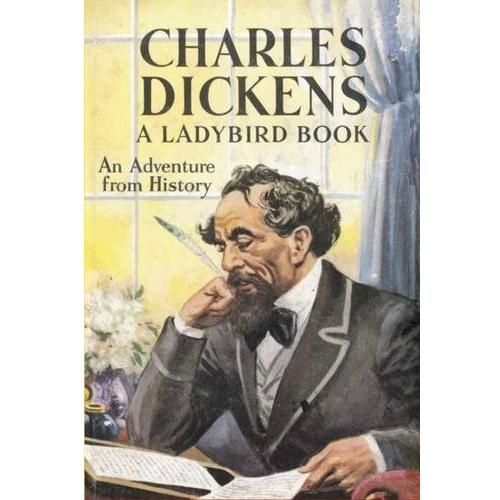 CHARLES
DICKENS
A LADYBIRD BOOK
An Adventure
from History